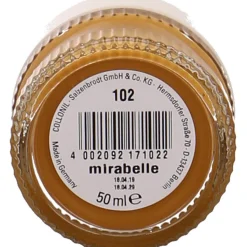 COLLONIL · Salzenbrodt GmbH & Co. KG · Hermsdorfer Straße 70 · D-13437 Berlin
102
Made in Germany
4 002092 171022
mirabelle
18.04.19
18.04.29
50 ml e